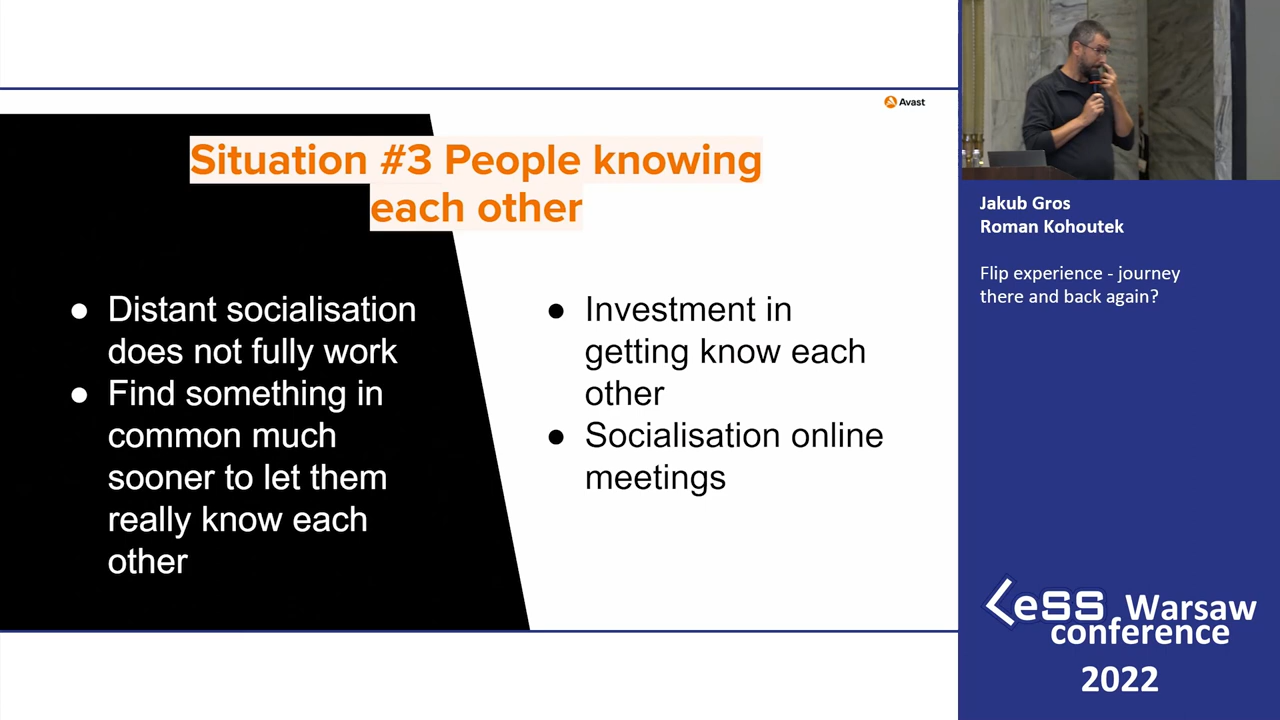 Avast
Situation #3 People knowing
each other
● Distant socialisation
does not fully work
● Find something in
common much
sooner to let them
really know each
other
● Investment in
getting know each
other
● Socialisation online
meetings
Jakub Gros
Roman Kohoutek
Flip experience - journey
there and back again?
LeSS Warsaw
conference
2022